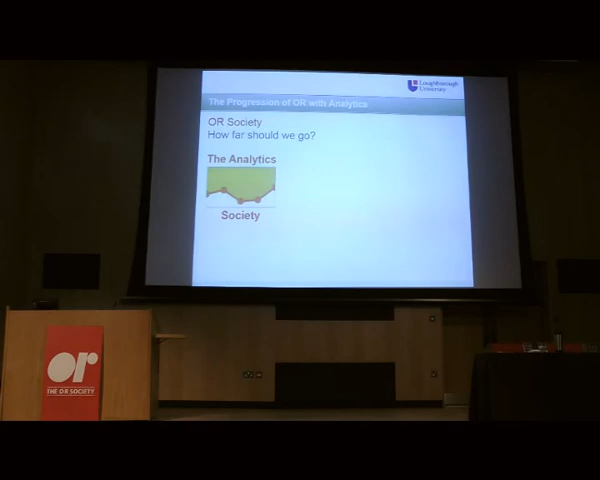 Loughborough
University
The Progression of OR with Analytics
OR Society
How far should we go?
The Analytics
Society
or
THE OR SOCIETY